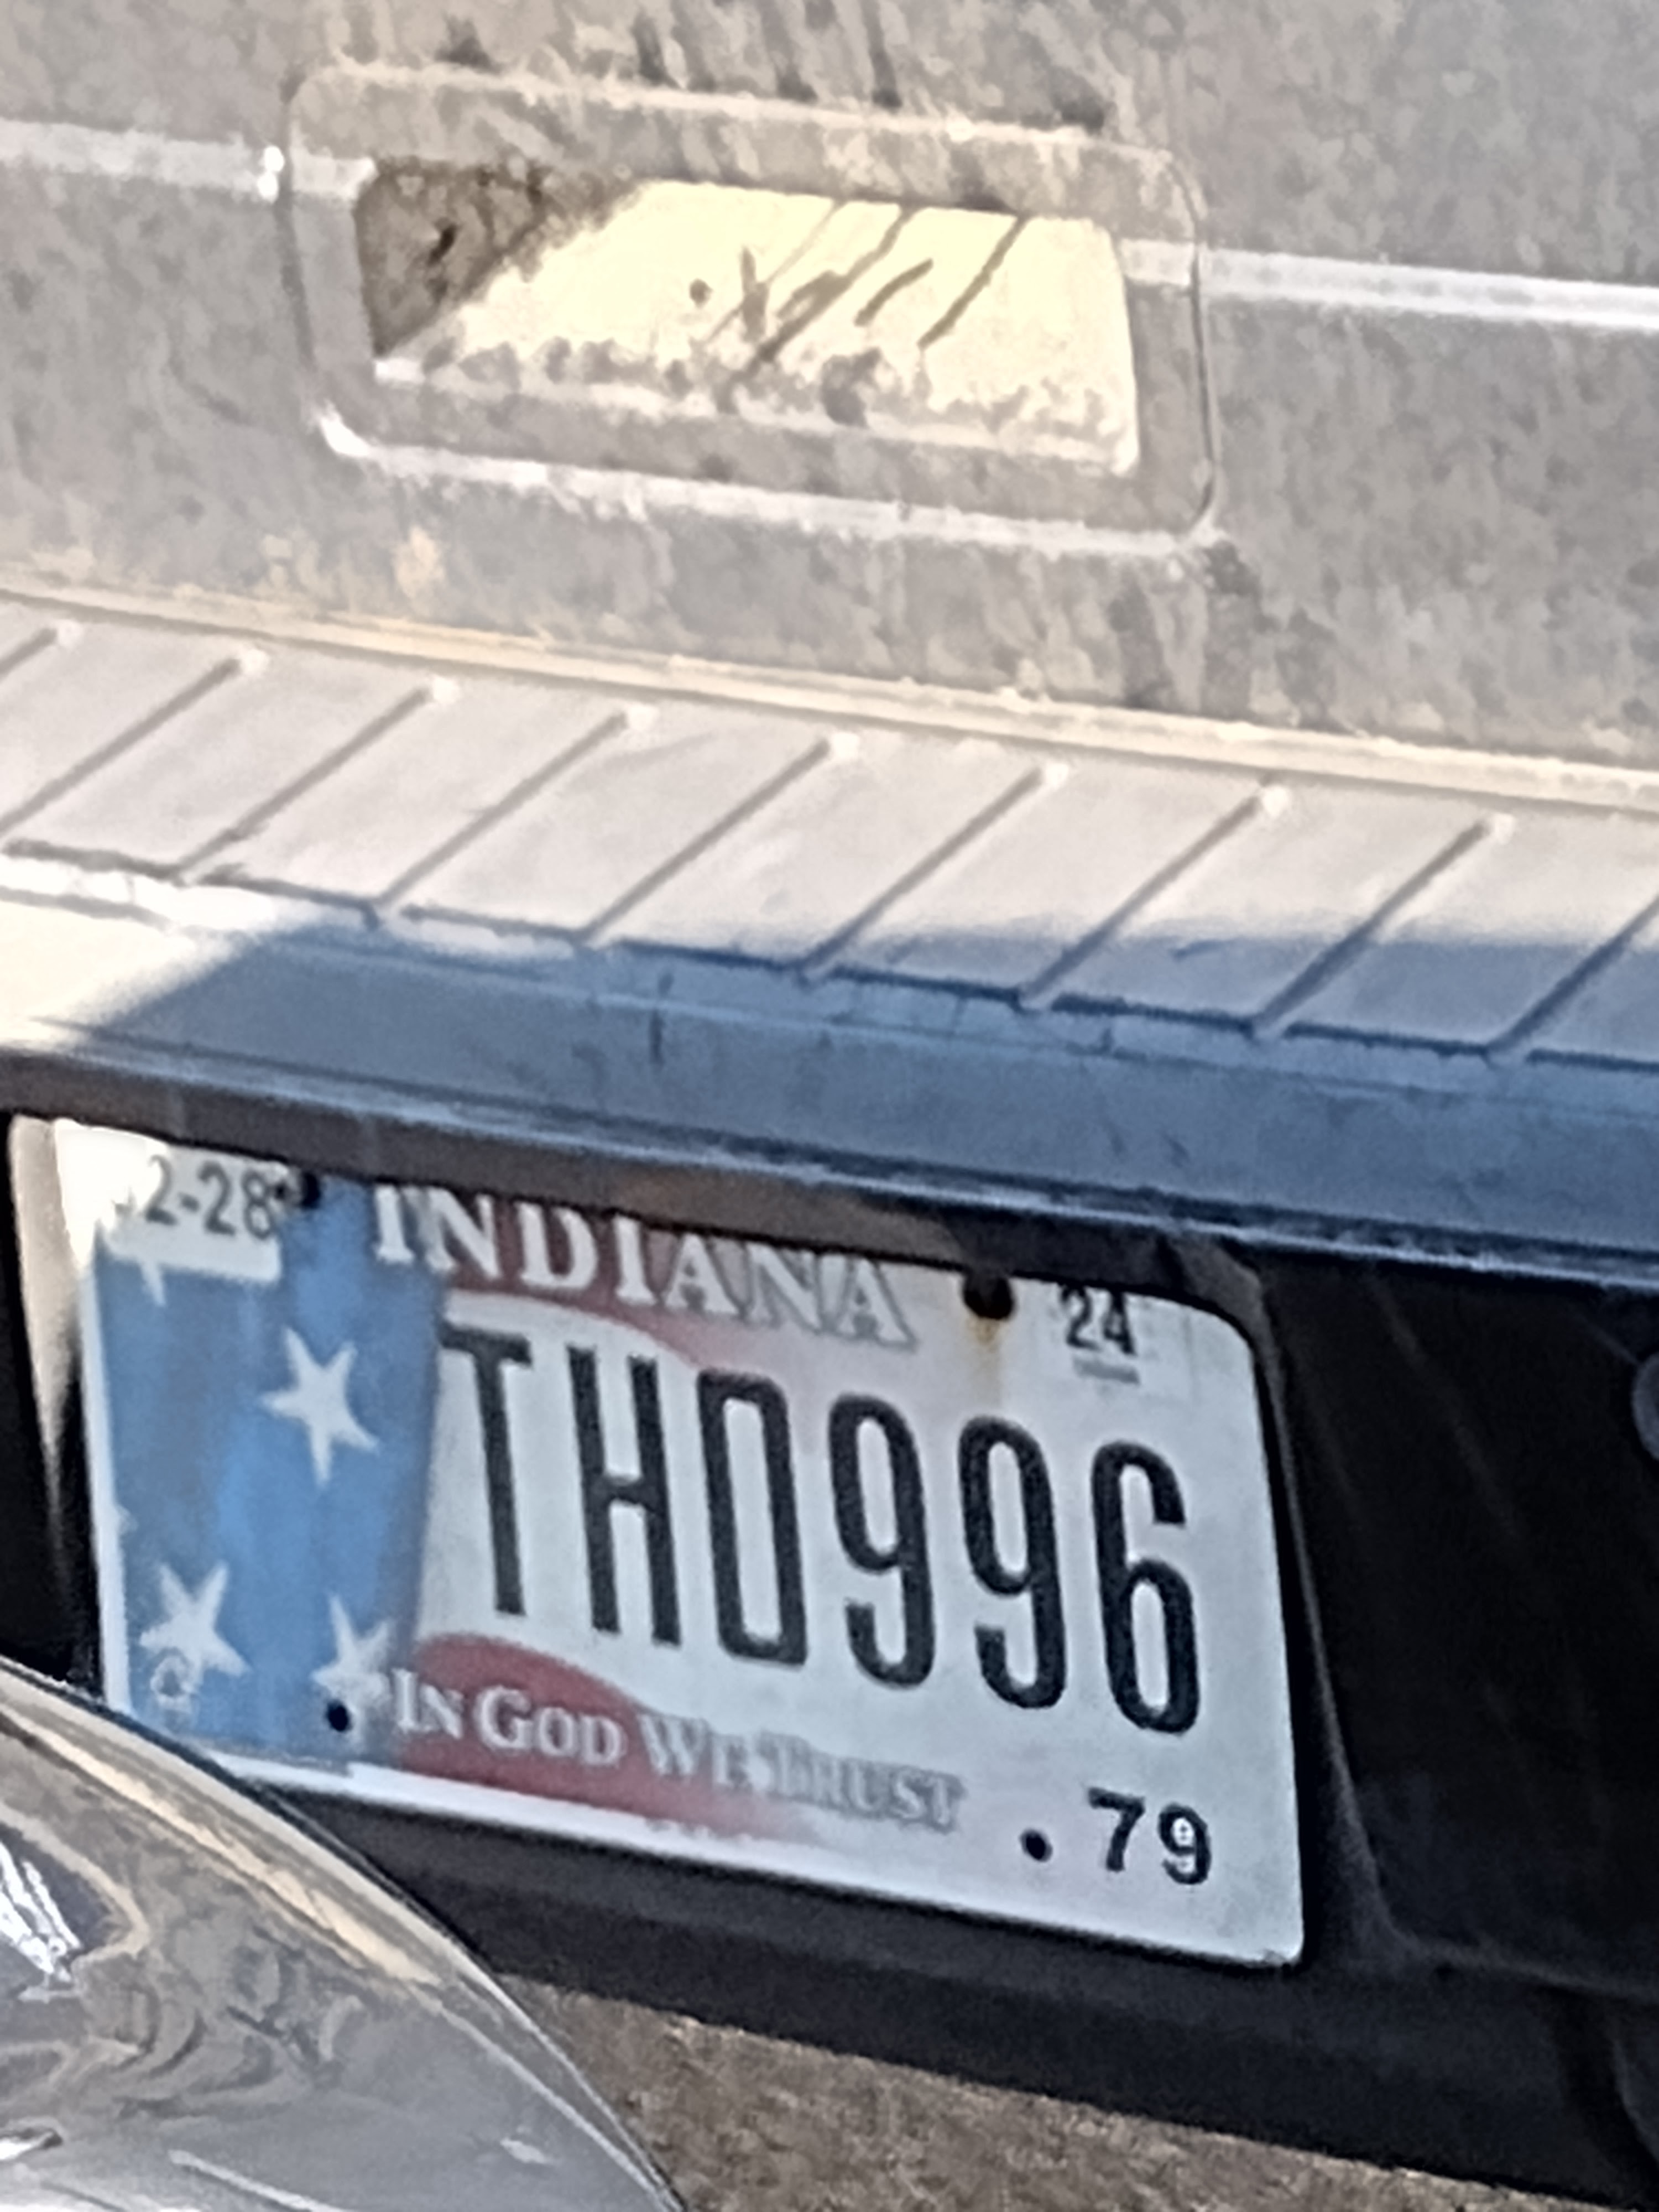 2-28
INDIANA
24
THO996
IN GOD WE TRUST
79